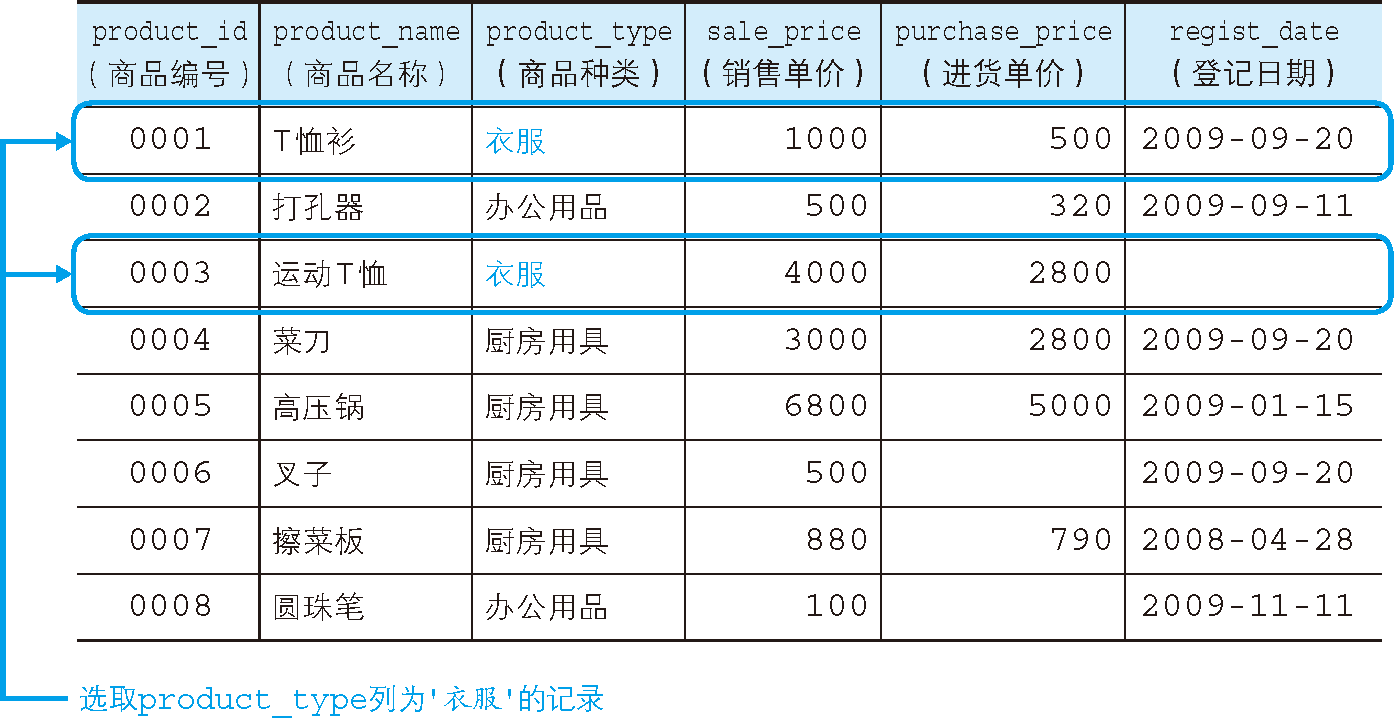 product_id product_name product_type sale_price purchase_price regist_date
(商品编号) (商品名称) (商品种类) (销售单价) (进货单价) (登记日期)
0001 T恤衫 衣服 1000 500 2009-09-20
0002 打孔器 办公用品 500 320 2009-09-11
0003 运动T恤 衣服 4000 2800
0004 菜刀 厨房用具 3000 2800 2009-09-20
0005 高压锅 厨房用具 6800 5000 2009-01-15
0006 叉子 厨房用具 500 2009-09-20
0007 擦菜板 厨房用具 880 790 2008-04-28
0008 圆珠笔 办公用品 100 2009-11-11
选取product_type列为'衣服'的记录